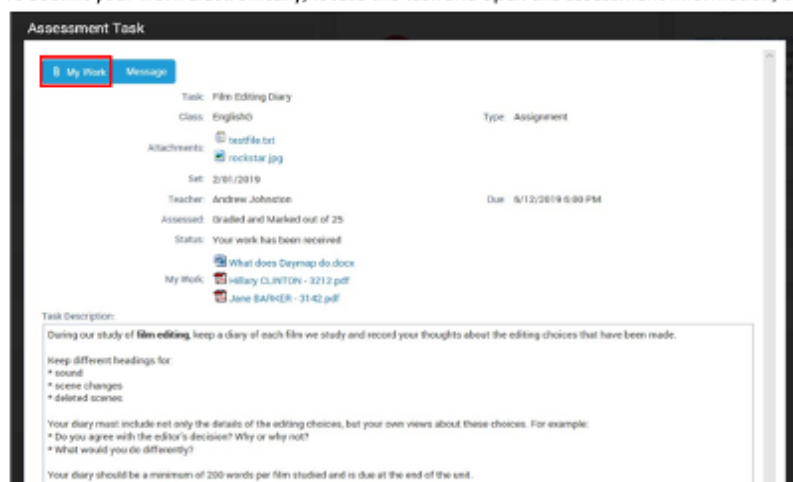 Assessment Task
My Work Message
Task: Film Editing Diary
Class: EnglishG Type: Assignment
Attachments: testfile.txt
rockstar.jpg
Set: 2/01/2019
Teacher: Andrew Johnston Due: 6/12/2019 6:00 PM
Assessed: Graded and Marked out of 25
Status: Your work has been received
What does Daymap do.docx
My Work: Hillary CLINTON - 3212.pdf
Jane BARKER - 3142.pdf
Task Description:
During our study of film editing, keep a diary of each film we study and record your thoughts about the editing choices that have been made.
Keep different headings for:
* sound
* scene changes
* deleted scenes
Your diary must include not only the details of the editing choices, but your own views about these choices. For example:
* Do you agree with the editor's decision? Why or why not?
* What would you do differently?
Your diary should be a minimum of 200 words per film studied and is due at the end of the unit.